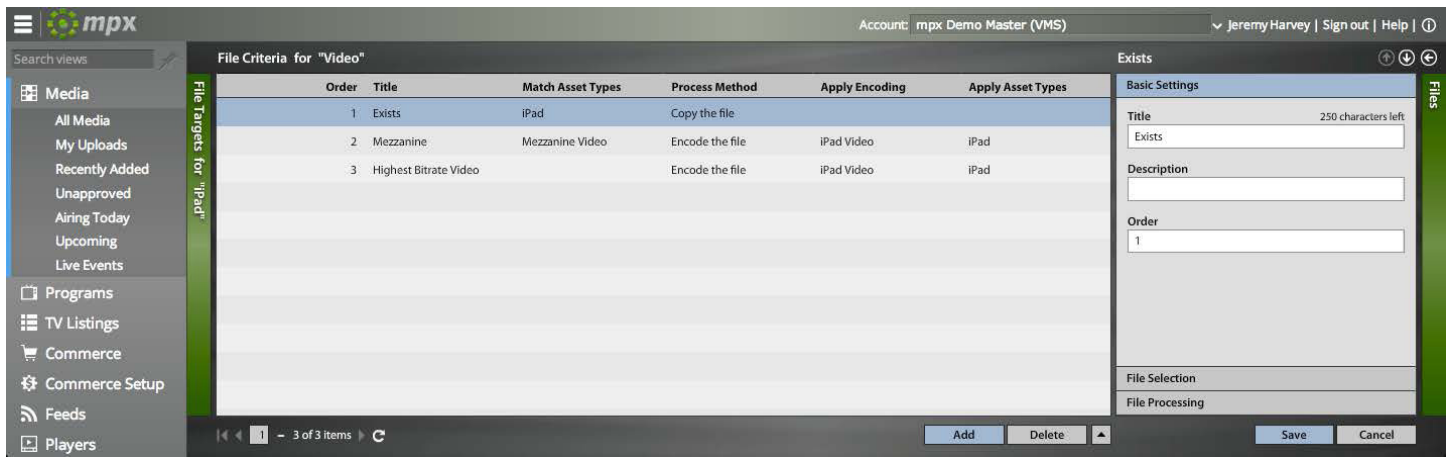 mpx
Account: mpx Demo Master (VMS)
Jeremy Harvey | Sign out | Help |
Search views
Media
All Media
My Uploads
Recently Added
Unapproved
Airing Today
Upcoming
Live Events
Programs
TV Listings
Commerce
Commerce Setup
Feeds
Players
File Targets for "iPad"
File Criteria for "Video"
Order Title Match Asset Types Process Method Apply Encoding Apply Asset Types
1 Exists iPad Copy the file
2 Mezzanine Mezzanine Video Encode the file iPad Video iPad
3 Highest Bitrate Video Encode the file iPad Video iPad
1 – 3 of 3 items
Add Delete
Exists
Basic Settings
Title 250 characters left
Exists
Description
Order
1
File Selection
File Processing
Save Cancel
Files